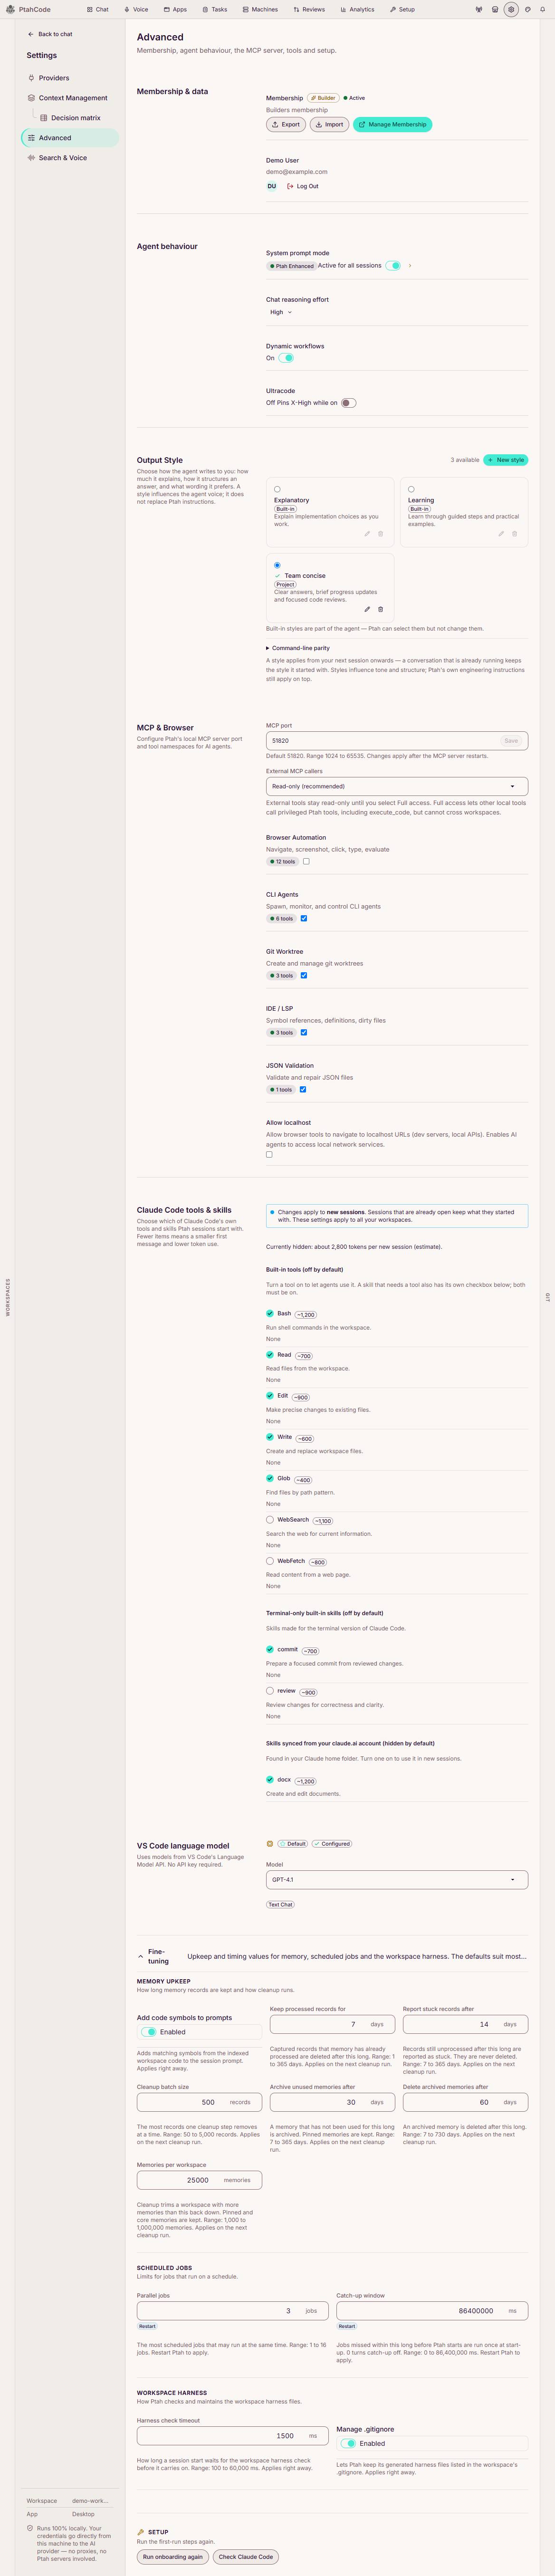 PtahCode
Chat
Voice
Apps
Tasks
Machines
Reviews
Analytics
Setup
Back to chat
Settings
Providers
Context Management
Decision matrix
Advanced
Search & Voice
WORKSPACES
GIT
Advanced
Membership, agent behaviour, the MCP server, tools and setup.
Membership & data
Membership Builder Active
Builders membership
Export Import Manage Membership
Demo User
demo@example.com
DU Log Out
Agent behaviour
System prompt mode
Ptah Enhanced Active for all sessions
Chat reasoning effort
High
Dynamic workflows
On
Ultracode
Off Pins X-High while on
Output Style
Choose how the agent writes to you: how
much it explains, how it structures an
answer, and what wording it prefers. A
style influences the agent voice; it does
not replace Ptah instructions.
3 available + New style
Explanatory
Built-in
Explain implementation choices as you
work.
Learning
Built-in
Learn through guided steps and practical
examples.
Team concise
Project
Clear answers, brief progress updates
and focused code reviews.
Built-in styles are part of the agent — Ptah can select them but not change them.
Command-line parity
A style applies from your next session onwards — a conversation that is already running keeps
the style it started with. Styles influence tone and structure; Ptah's own engineering instructions
still apply on top.
MCP & Browser
Configure Ptah's local MCP server port
and tool namespaces for AI agents.
MCP port
51820 Save
Default 51820. Range 1024 to 65535. Changes apply after the MCP server restarts.
External MCP callers
Read-only (recommended)
External tools stay read-only until you select Full access. Full access lets other local tools
call privileged Ptah tools, including execute_code, but cannot cross workspaces.
Browser Automation
Navigate, screenshot, click, type, evaluate
12 tools
CLI Agents
Spawn, monitor, and control CLI agents
6 tools
Git Worktree
Create and manage git worktrees
3 tools
IDE / LSP
Symbol references, definitions, dirty files
3 tools
JSON Validation
Validate and repair JSON files
1 tools
Allow localhost
Allow browser tools to navigate to localhost URLs (dev servers, local APIs). Enables AI
agents to access local network services.
Claude Code tools & skills
Choose which of Claude Code's own
tools and skills Ptah sessions start with.
Fewer items means a smaller first
message and lower token use.
Changes apply to new sessions. Sessions that are already open keep what they started
with. These settings apply to all your workspaces.
Currently hidden: about 2,800 tokens per new session (estimate).
Built-in tools (off by default)
Turn a tool on to let agents use it. A skill that needs a tool also has its own checkbox below; both
must be on.
Bash ~1,200
Run shell commands in the workspace.
None
Read ~700
Read files from the workspace.
None
Edit ~900
Make precise changes to existing files.
None
Write ~600
Create and replace workspace files.
None
Glob ~400
Find files by path pattern.
None
WebSearch ~1,100
Search the web for current information.
None
WebFetch ~800
Read content from a web page.
None
Terminal-only built-in skills (off by default)
Skills made for the terminal version of Claude Code.
commit ~700
Prepare a focused commit from reviewed changes.
None
review ~900
Review changes for correctness and clarity.
None
Skills synced from your claude.ai account (hidden by default)
Found in your Claude home folder. Turn one on to use it in new sessions.
docx ~1,200
Create and edit documents.
VS Code language model
Uses models from VS Code's Language
Model API. No API key required.
Default Configured
Model
GPT-4.1
Text Chat
Fine-
tuning
Upkeep and timing values for memory, scheduled jobs and the workspace harness. The defaults suit most...
MEMORY UPKEEP
How long memory records are kept and how cleanup runs.
Add code symbols to prompts
Enabled
Adds matching symbols from the indexed
workspace code to the session prompt.
Applies right away.
Keep processed records for
7 days
Captured records that memory has already
processed are deleted after this long. Range: 1
to 365 days. Applies on the next cleanup run.
Report stuck records after
14 days
Records still unprocessed after this long are
reported as stuck. They are never deleted.
Range: 7 to 365 days. Applies on the next
cleanup run.
Cleanup batch size
500 records
The most records one cleanup step removes
at a time. Range: 50 to 5,000 records. Applies
on the next cleanup run.
Archive unused memories after
30 days
A memory that has not been used for this long
is archived. Pinned memories are kept. Range:
7 to 365 days. Applies on the next cleanup
run.
Delete archived memories after
60 days
An archived memory is deleted after this long.
Range: 7 to 730 days. Applies on the next
cleanup run.
Memories per workspace
25000 memories
Cleanup trims a workspace with more
memories than this back down. Pinned and
core memories are kept. Range: 1,000 to
1,000,000 memories. Applies on the next
cleanup run.
SCHEDULED JOBS
Limits for jobs that run on a schedule.
Parallel jobs
3 jobs
Restart
The most scheduled jobs that may run at the same time. Range: 1 to 16
jobs. Restart Ptah to apply.
Catch-up window
86400000 ms
Restart
Jobs missed within this long before Ptah starts are run once at start-
up. 0 turns catch-up off. Range: 0 to 86,400,000 ms. Restart Ptah to
apply.
WORKSPACE HARNESS
How Ptah checks and maintains the workspace harness files.
Harness check timeout
1500 ms
How long a session start waits for the workspace harness check
before it carries on. Range: 100 to 60,000 ms. Applies right away.
Manage .gitignore
Enabled
Lets Ptah keep its generated harness files listed in the workspace's
.gitignore. Applies right away.
SETUP
Run the first-run steps again.
Run onboarding again Check Claude Code
Workspace demo-work...
App Desktop
Runs 100% locally. Your
credentials go directly from
this machine to the AI
provider — no proxies, no
Ptah servers involved.